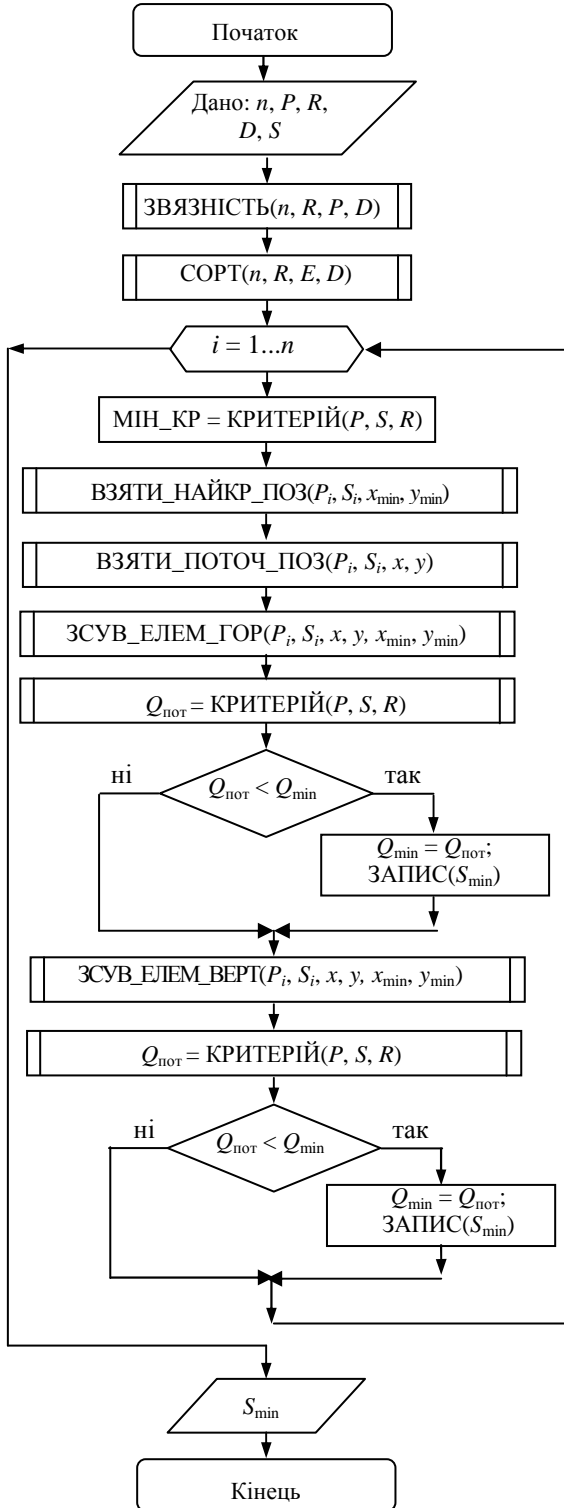 Початок
Дано: n, P, R,
D, S
ЗВЯЗНІСТЬ(n, R, P, D)
СОРТ(n, R, E, D)
i = 1...n
МІН_КР = КРИТЕРІЙ(P, S, R)
ВЗЯТИ_НАЙКР_ПОЗ(Pi, Si, xmin, ymin)
ВЗЯТИ_ПОТОЧ_ПОЗ(Pi, Si, x, y)
ЗСУВ_ЕЛЕМ_ГОР(Pi, Si, x, y, xmin, ymin)
Qпот = КРИТЕРІЙ(P, S, R)
ні
Qпот < Qmin
так
Qmin = Qпот;
ЗАПИС(Smin)
ЗСУВ_ЕЛЕМ_ВЕРТ(Pi, Si, x, y, xmin, ymin)
Qпот = КРИТЕРІЙ(P, S, R)
ні
Qпот < Qmin
так
Qmin = Qпот;
ЗАПИС(Smin)
Smin
Кінець